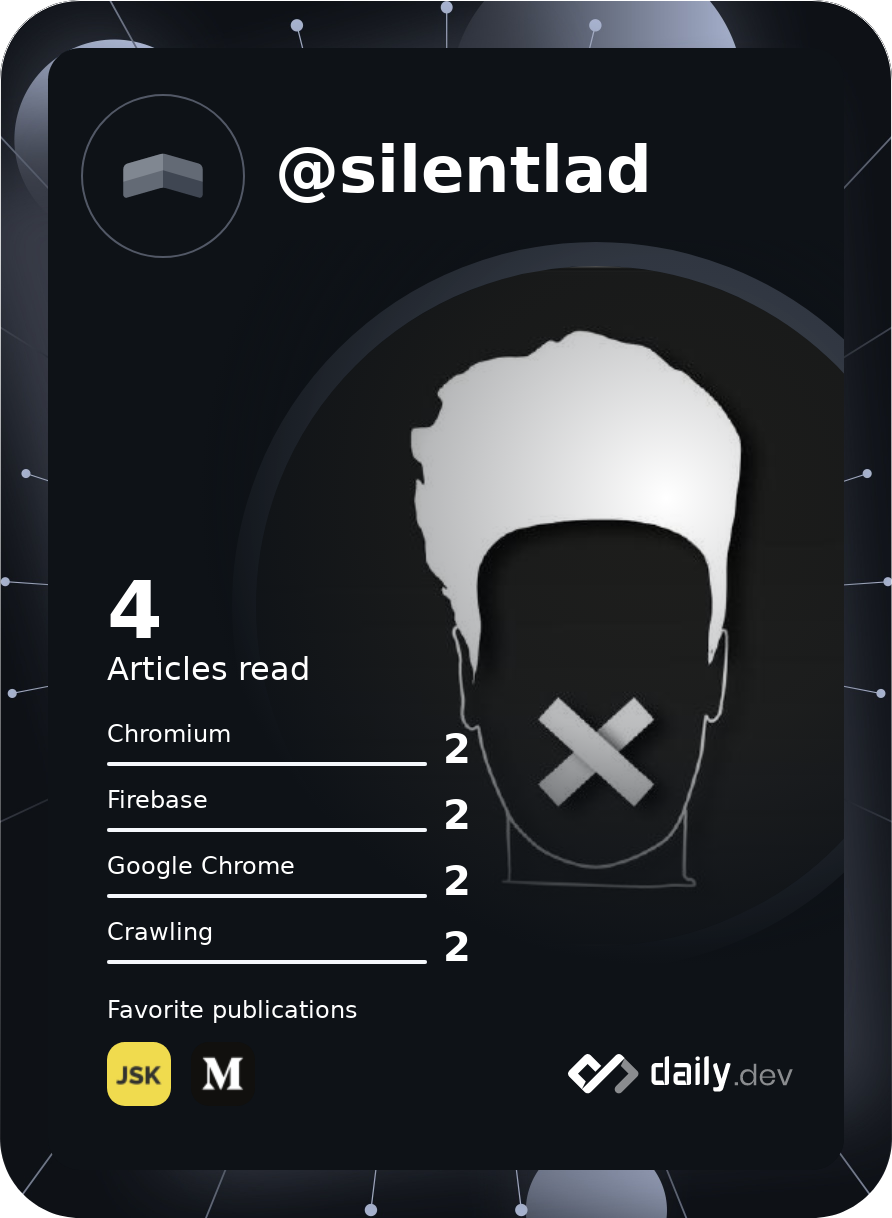 @silentlad
4
Articles read
Chromium
2
Firebase
2
Google Chrome
2
Crawling
2
Favorite publications
JSK M
daily.dev